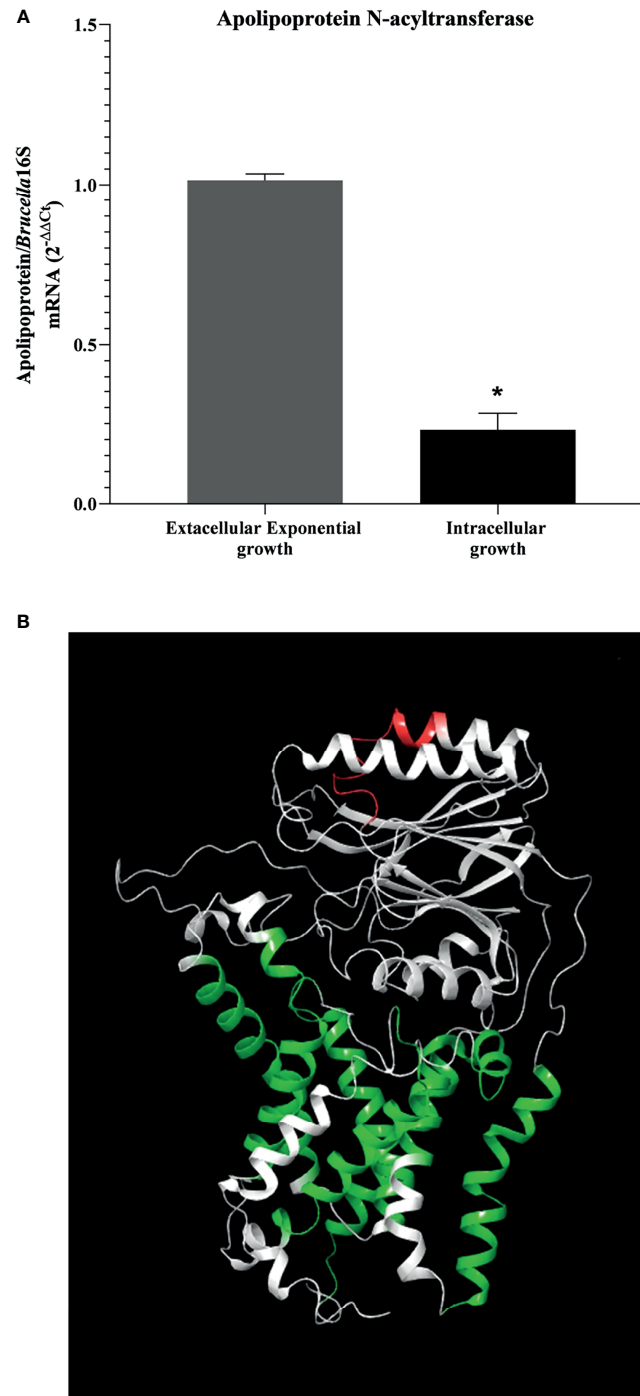 A
Apolipoprotein N-acyltransferase
Apolipoprotein/Brucella16S
mRNA (2-ΔΔCt)
1.5
1.0
0.5
0.0
*
Extacellular Exponential
growth
Intracellular
growth
B